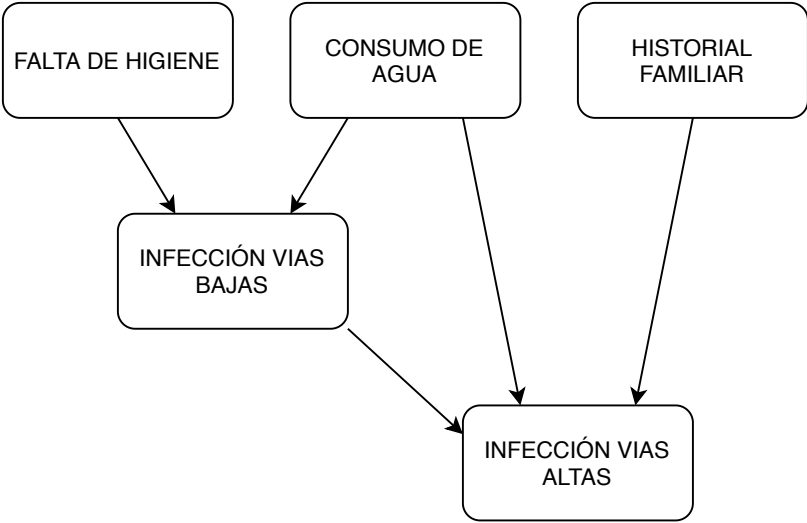 FALTA DE HIGIENE
CONSUMO DE
AGUA
HISTORIAL
FAMILIAR
INFECCIÓN VIAS
BAJAS
INFECCIÓN VIAS
ALTAS